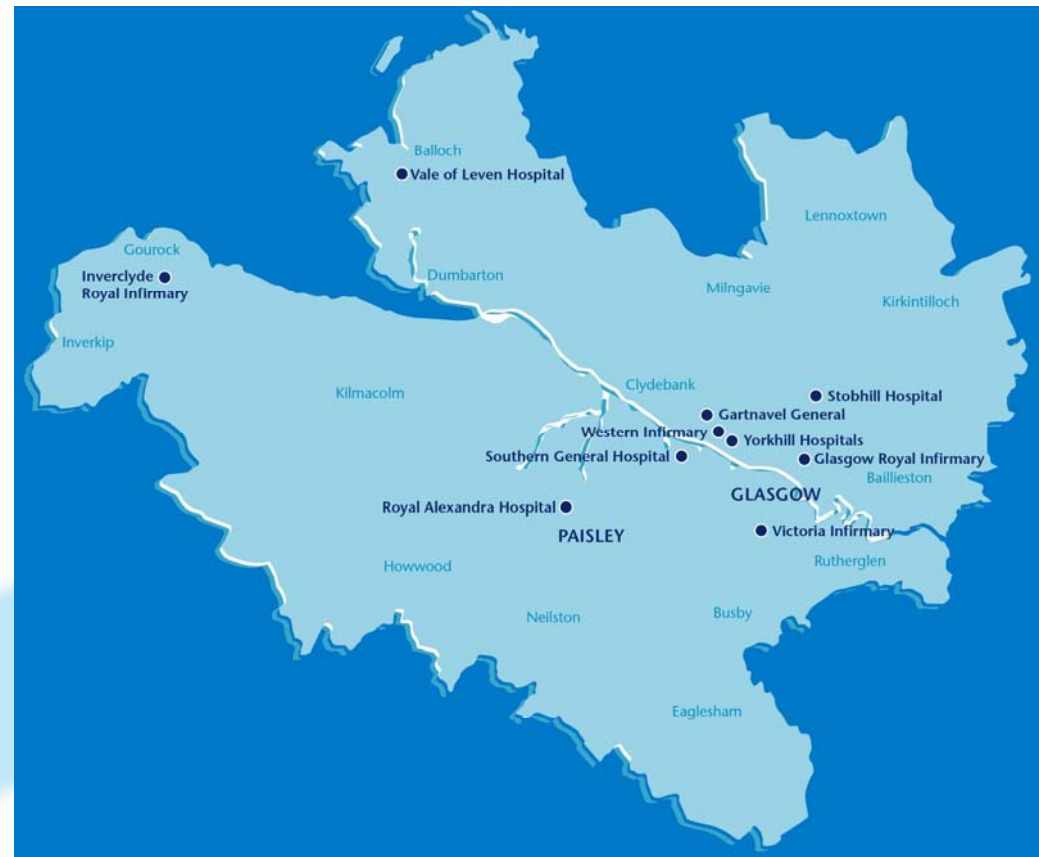 Balloch
Vale of Leven Hospital
Lennoxtown
Gourock
Inverclyde
Royal Infirmary
Dumbarton
Milngavie
Kirkintilloch
Inverkip
Kilmacolm
Clydebank
Stobhill Hospital
Gartnavel General
Western Infirmary
Yorkhill Hospitals
Southern General Hospital
Glasgow Royal Infirmary
Baillieston
GLASGOW
Royal Alexandra Hospital
PAISLEY
Victoria Infirmary
Rutherglen
Howwood
Neilston
Busby
Eaglesham